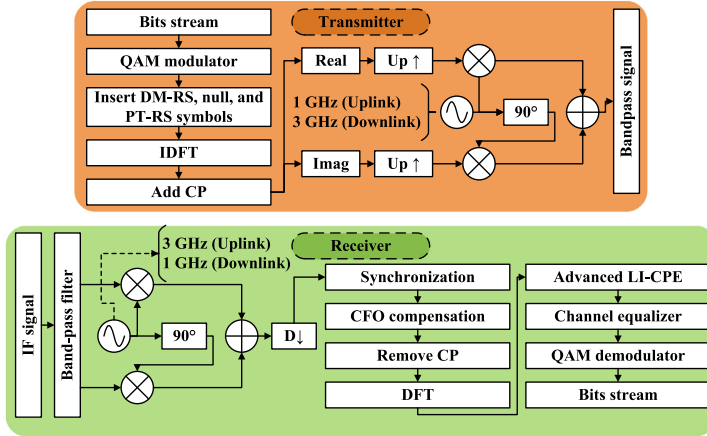 Transmitter
Bits stream
QAM modulator
Insert DM-RS, null, and
PT-RS symbols
IDFT
Add CP
Real
Up ↑
1 GHz (Uplink)
3 GHz (Downlink)
90°
Imag
Up ↑
Bandpass signal
Receiver
IF signal
Band-pass filter
3 GHz (Uplink)
1 GHz (Downlink)
90°
D↓
Synchronization
CFO compensation
Remove CP
DFT
Advanced LI-CPE
Channel equalizer
QAM demodulator
Bits stream